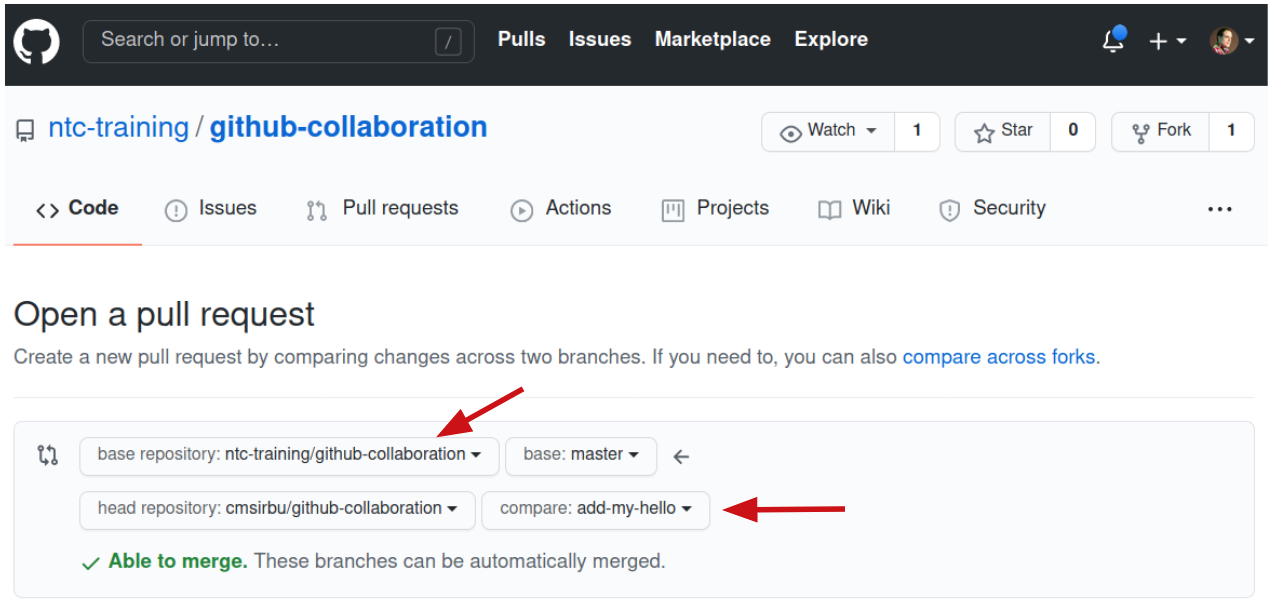 Search or jump to… / Pulls Issues Marketplace Explore
ntc-training / github-collaboration Watch 1 Star 0 Fork 1
Code Issues Pull requests Actions Projects Wiki Security
Open a pull request
Create a new pull request by comparing changes across two branches. If you need to, you can also compare across forks.
base repository: ntc-training/github-collaboration base: master
head repository: cmsirbu/github-collaboration compare: add-my-hello
Able to merge. These branches can be automatically merged.